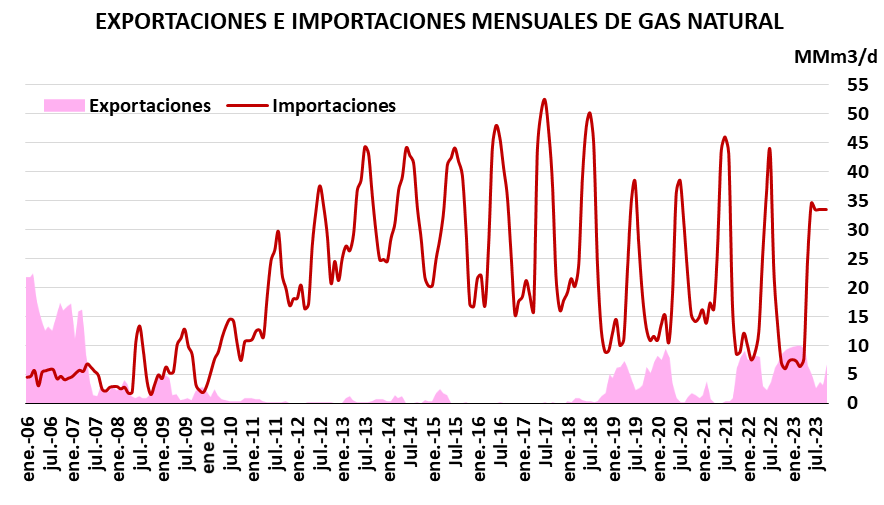 EXPORTACIONES E IMPORTACIONES MENSUALES DE GAS NATURAL
MMm3/d
Exportaciones
Importaciones
55
50
45
40
35
30
25
20
15
10
5
0
ene.-06
jul.-06
ene.-07
jul.-07
ene.-08
jul.-08
ene.-09
jul.-09
ene 10
jul.-10
ene.-11
jul.-11
ene.-12
jul.-12
ene.-13
jul.-13
ene.-14
jul-14
ene.-15
Jul-15
ene.-16
jul.-16
ene.-17
Jul-17
ene.-18
jul.-18
ene.-19
jul.-19
ene.-20
jul.-20
ene.-21
jul.-21
ene.-22
jul.-22
ene.-23
jul.-23